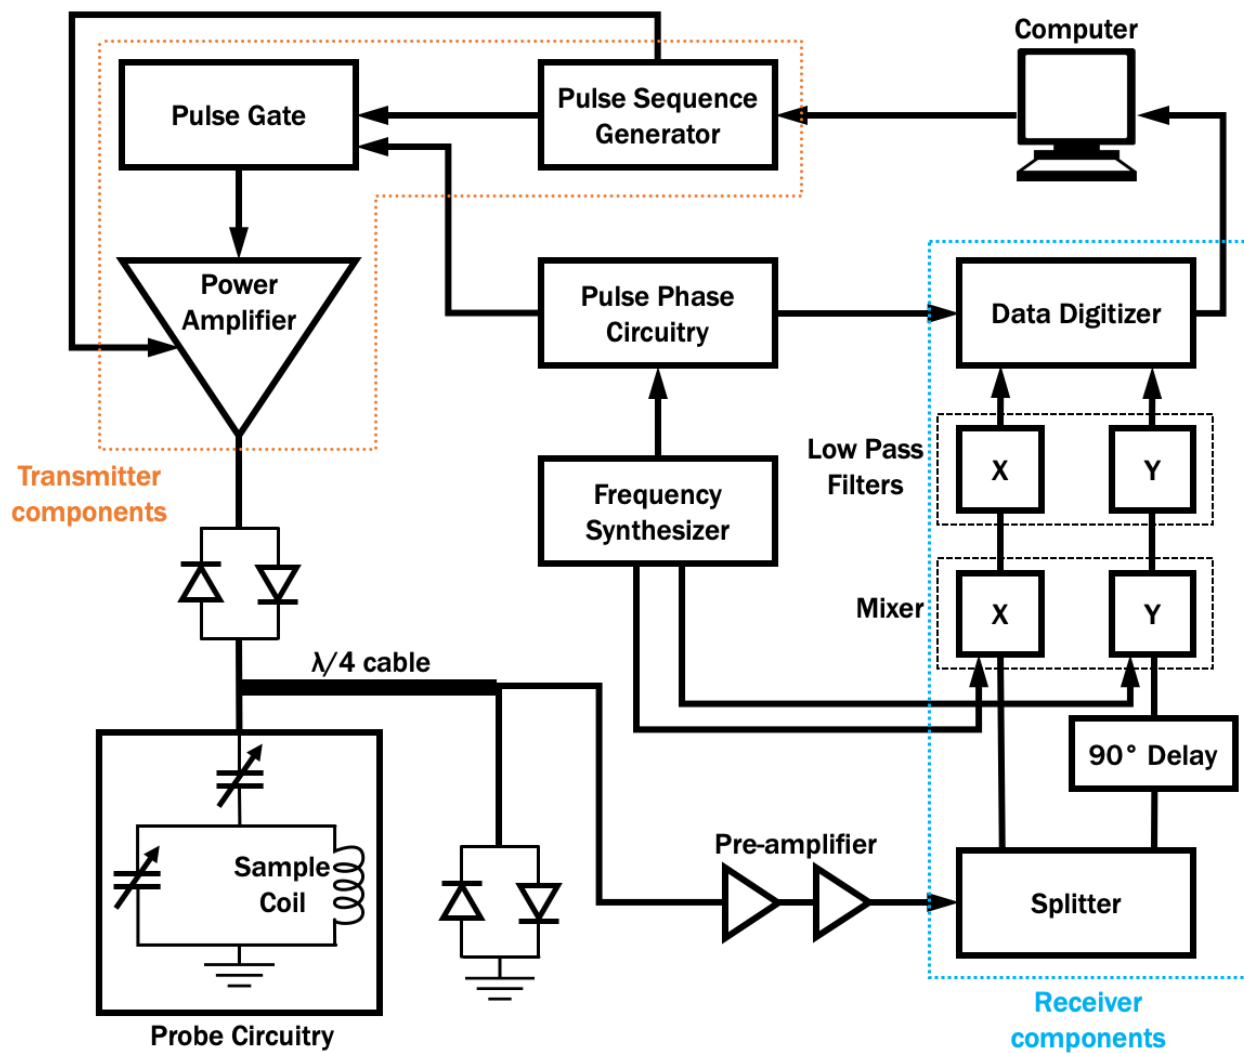 Computer
Pulse Gate
Pulse Sequence
Generator
Power
Amplifier
Pulse Phase
Circuitry
Data Digitizer
Transmitter
components
Low Pass
Filters
X
Y
Frequency
Synthesizer
Mixer
X
Y
λ/4 cable
90° Delay
Sample
Coil
Pre-amplifier
Splitter
Probe Circuitry
Receiver
components